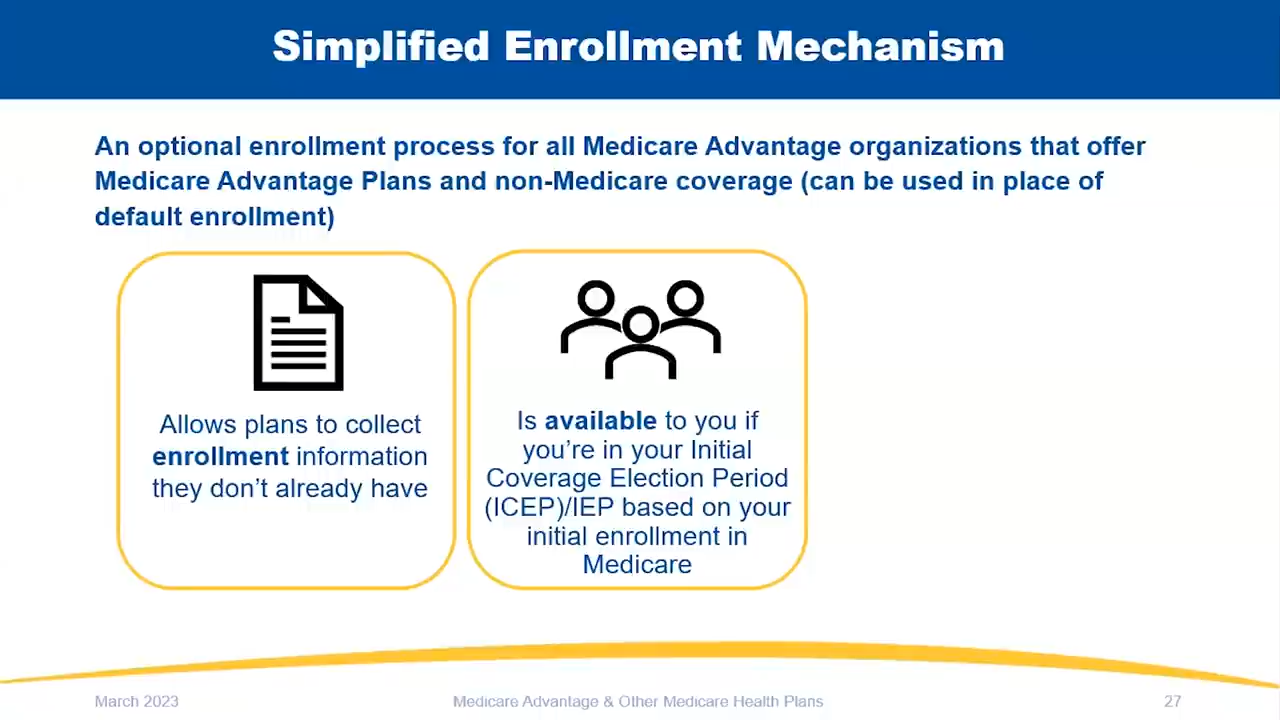 Simplified Enrollment Mechanism
An optional enrollment process for all Medicare Advantage organizations that offer
Medicare Advantage Plans and non-Medicare coverage (can be used in place of
default enrollment)
Allows plans to collect
enrollment information
they don’t already have
Is available to you if
you’re in your Initial
Coverage Election Period
(ICEP)/IEP based on your
initial enrollment in
Medicare
March 2023
Medicare Advantage & Other Medicare Health Plans
27